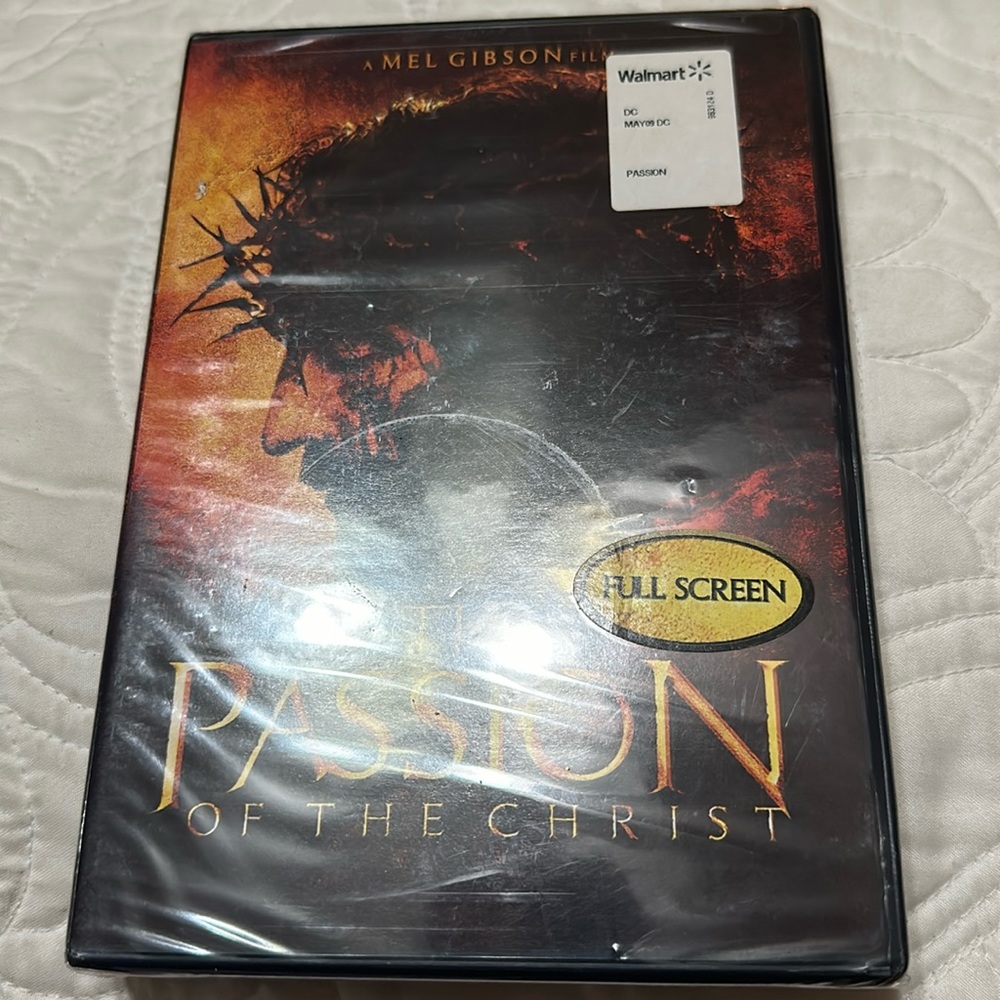 A MEL GIBSON FILM
Walmart
DC
MAY09 DC
PASSION
FULL SCREEN
THE
PASSION
OF THE CHRIST